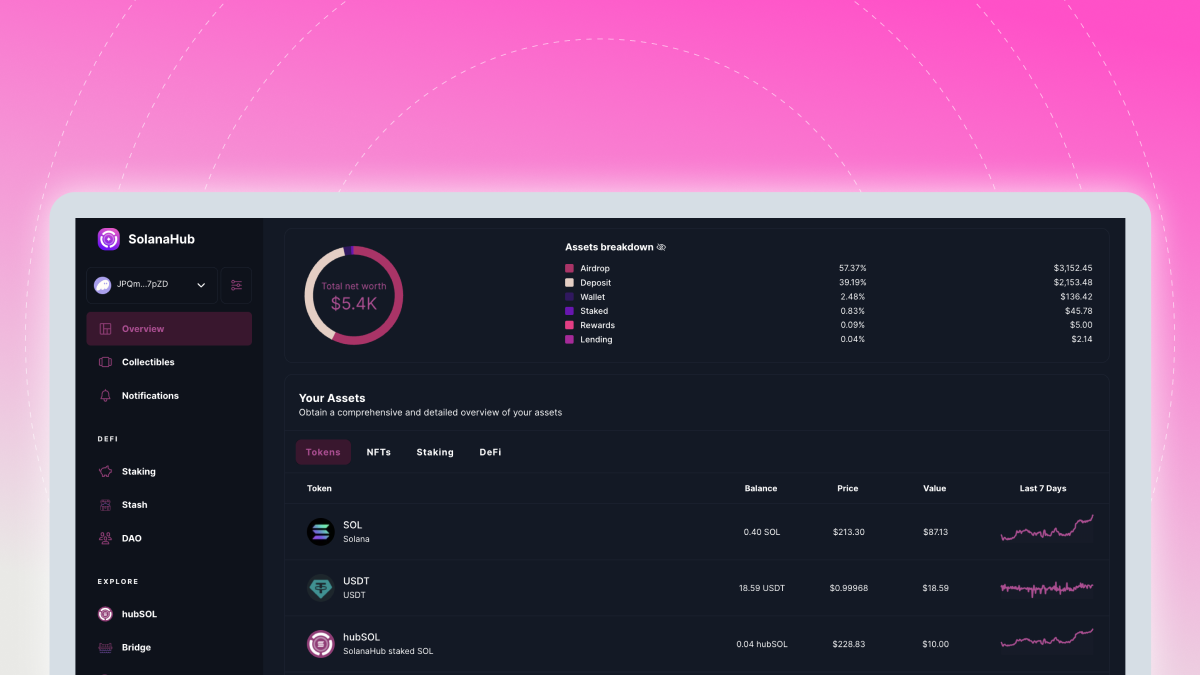 SolanaHub
JPQm...7pZD
Overview
Collectibles
Notifications
DEFI
Staking
Stash
DAO
EXPLORE
hubSOL
Bridge
Total net worth
$5.4K
Assets breakdown
Airdrop 57.37% $3,152.45
Deposit 39.19% $2,153.48
Wallet 2.48% $136.42
Staked 0.83% $45.78
Rewards 0.09% $5.00
Lending 0.04% $2.14
Your Assets
Obtain a comprehensive and detailed overview of your assets
Tokens NFTs Staking DeFi
Token Balance Price Value Last 7 Days
SOL
Solana
0.40 SOL $213.30 $87.13
USDT
USDT
18.59 USDT $0.99968 $18.59
hubSOL
SolanaHub staked SOL
0.04 hubSOL $228.83 $10.00